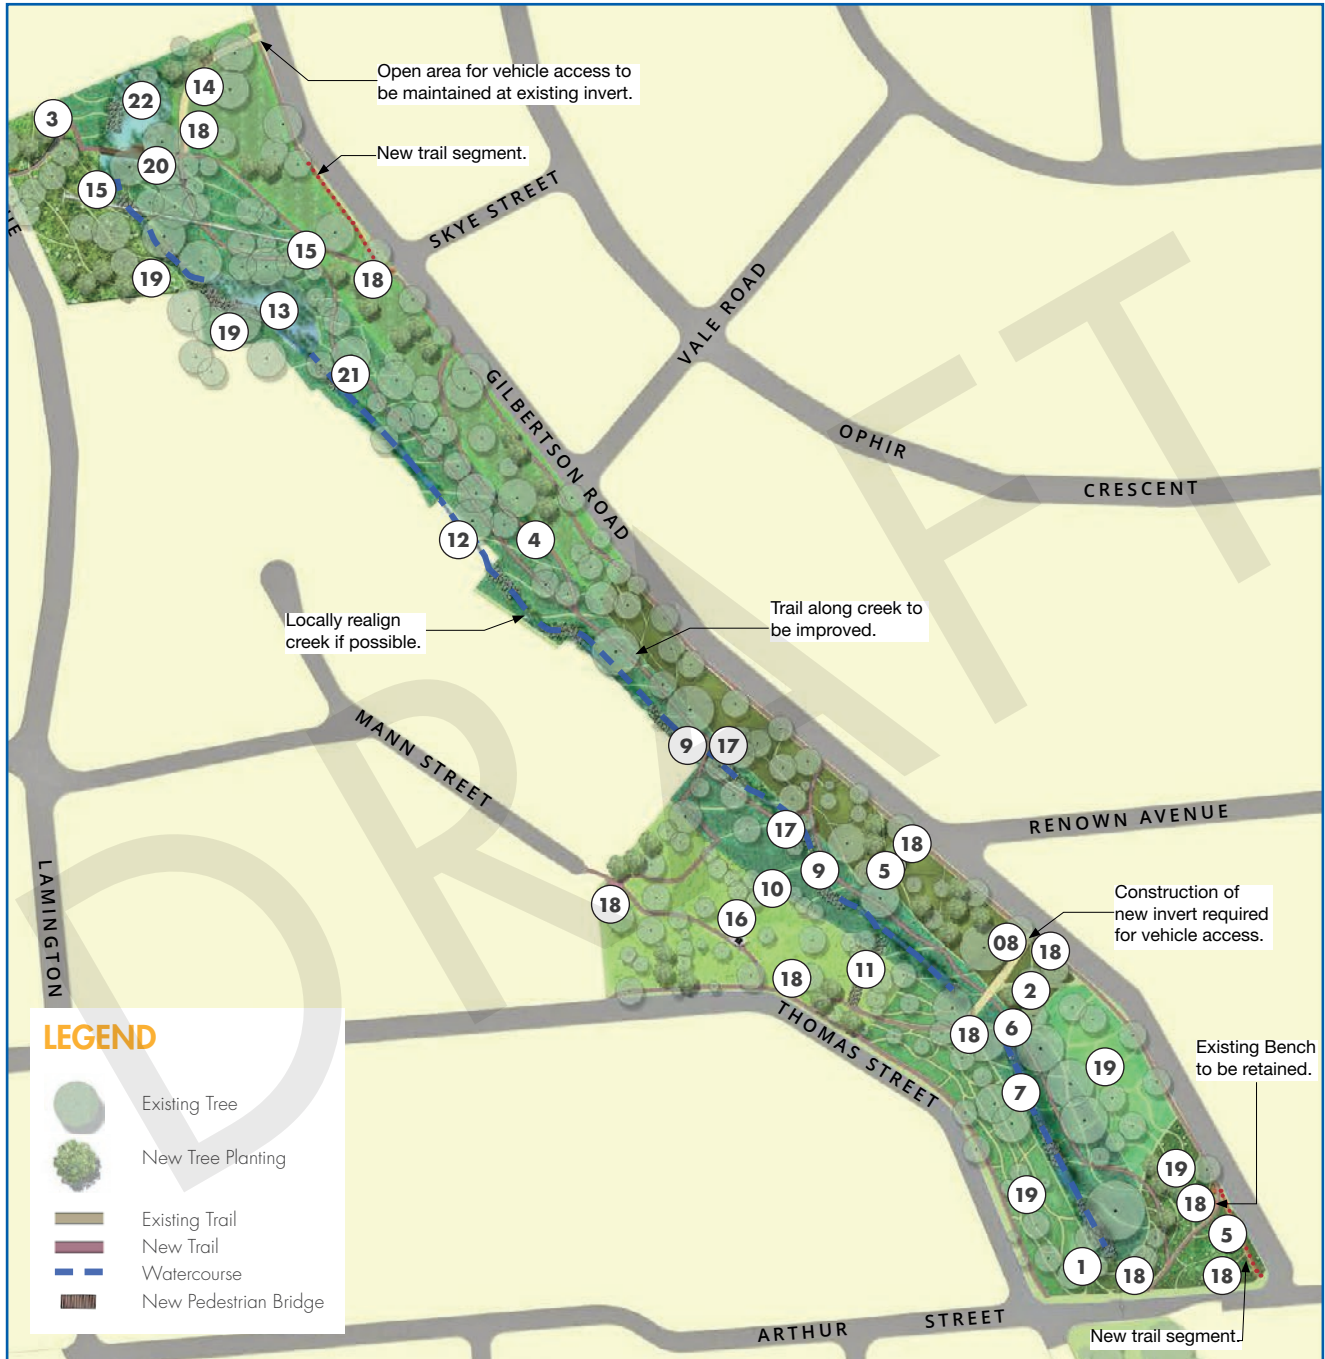 Open area for vehicle access to
be maintained at existing invert.
14
22
3
18
New trail segment.
20
15
SKYE STREET
15
19
18
13
VALE ROAD
19
21
GILBERTSON ROAD
OPHIR
CRESCENT
12
4
Locally realign
creek if possible.
Trail along creek to
be improved.
MANN STREET
9
17
17
RENOWN AVENUE
18
9
5
10
LAMINGTON
18
16
Construction of
new invert required
for vehicle access.
08
18
11
18
2
THOMAS STREET
18
6
Existing Bench
to be retained.
19
7
19
19
18
5
1
18
18
New trail segment.
ARTHUR STREET
LEGEND
Existing Tree
New Tree Planting
Existing Trail
New Trail
Watercourse
New Pedestrian Bridge
DRAFT